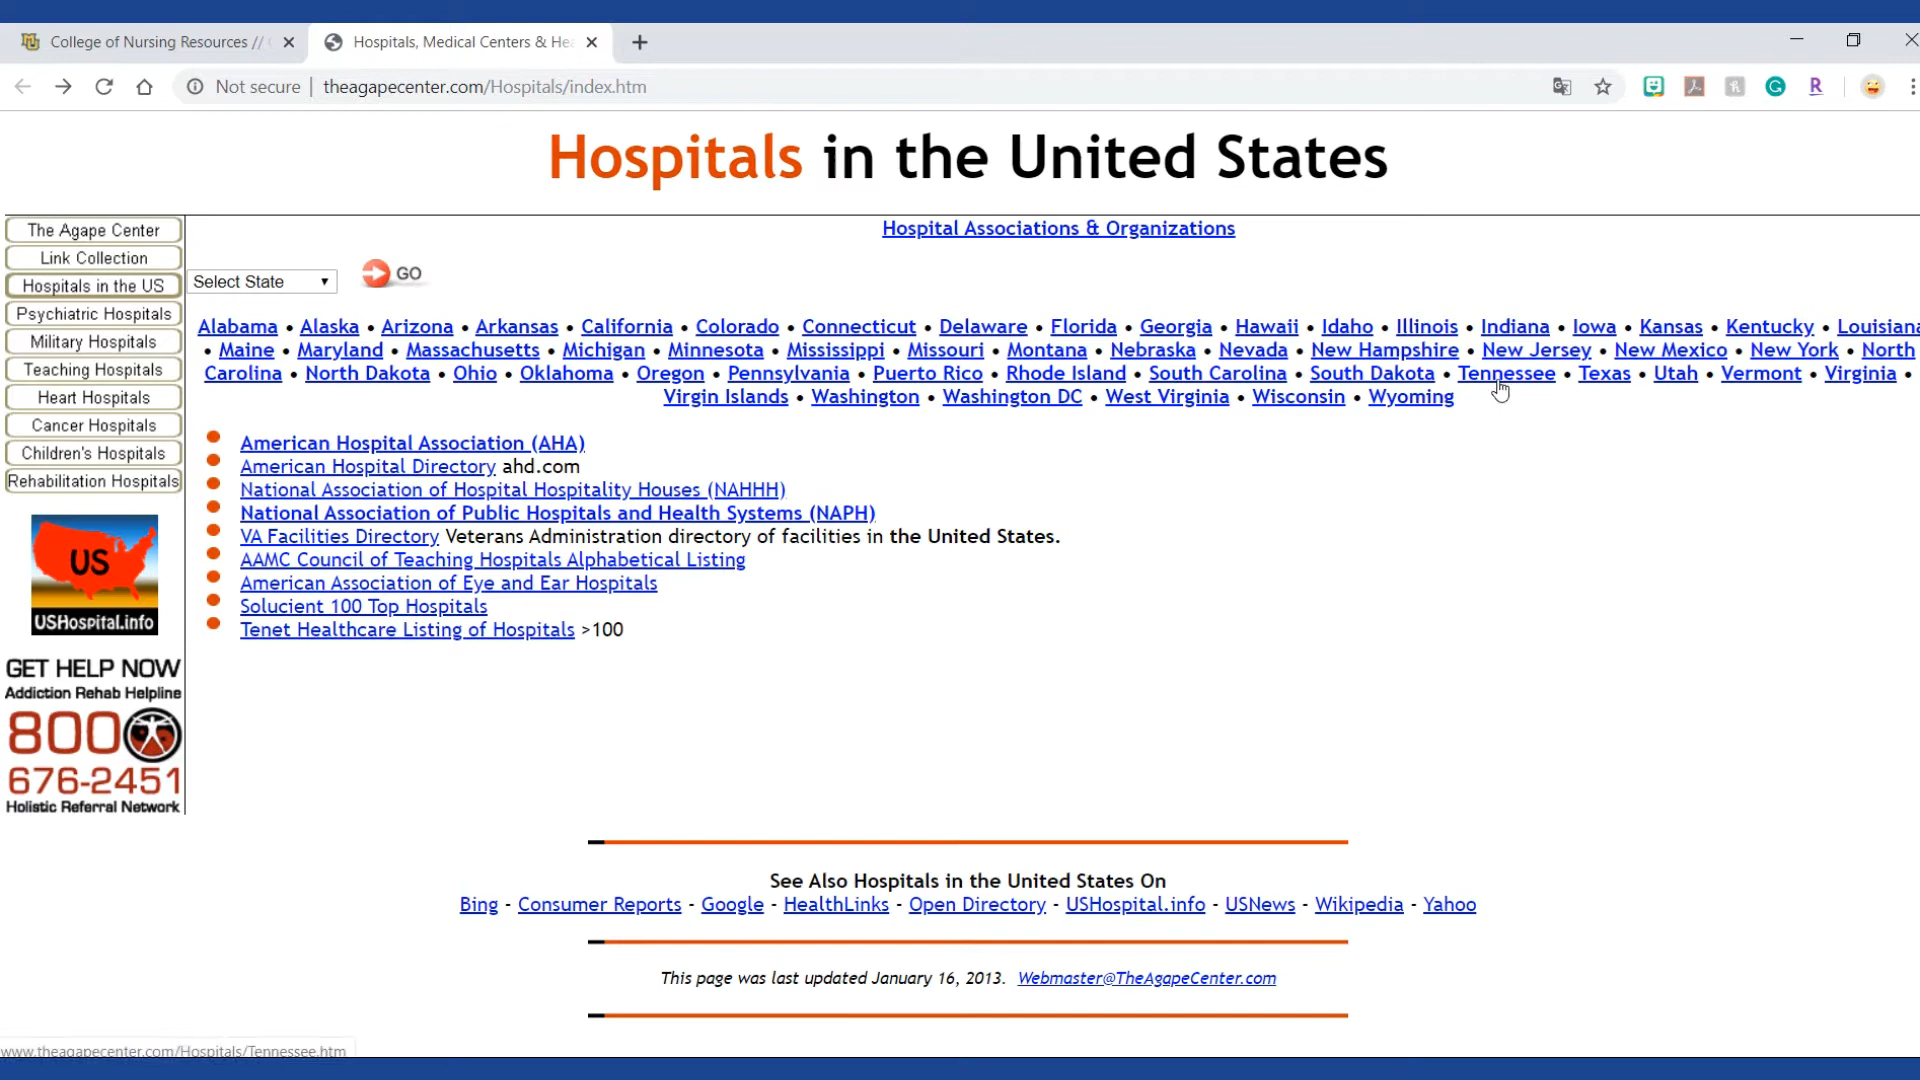 College of Nursing Resources //
Hospitals, Medical Centers & He
Not secure | theagapecenter.com/Hospitals/index.htm
Hospitals in the United States
The Agape Center
Link Collection
Hospitals in the US
Psychiatric Hospitals
Military Hospitals
Teaching Hospitals
Heart Hospitals
Cancer Hospitals
Children's Hospitals
Rehabilitation Hospitals
US
USHospital.info
GET HELP NOW
Addiction Rehab Helpline
800
676-2451
Holistic Referral Network
Hospital Associations & Organizations
Select State
GO
Alabama • Alaska • Arizona • Arkansas • California • Colorado • Connecticut • Delaware • Florida • Georgia • Hawaii • Idaho • Illinois • Indiana • Iowa • Kansas • Kentucky • Louisiana
• Maine • Maryland • Massachusetts • Michigan • Minnesota • Mississippi • Missouri • Montana • Nebraska • Nevada • New Hampshire • New Jersey • New Mexico • New York • North
Carolina • North Dakota • Ohio • Oklahoma • Oregon • Pennsylvania • Puerto Rico • Rhode Island • South Carolina • South Dakota • Tennessee • Texas • Utah • Vermont • Virginia •
Virgin Islands • Washington • Washington DC • West Virginia • Wisconsin • Wyoming
American Hospital Association (AHA)
American Hospital Directory ahd.com
National Association of Hospital Hospitality Houses (NAHHH)
National Association of Public Hospitals and Health Systems (NAPH)
VA Facilities Directory Veterans Administration directory of facilities in the United States.
AAMC Council of Teaching Hospitals Alphabetical Listing
American Association of Eye and Ear Hospitals
Solucient 100 Top Hospitals
Tenet Healthcare Listing of Hospitals >100
See Also Hospitals in the United States On
Bing - Consumer Reports - Google - HealthLinks - Open Directory - USHospital.info - USNews - Wikipedia - Yahoo
This page was last updated January 16, 2013. Webmaster@TheAgapeCenter.com
www.theagapecenter.com/Hospitals/Tennessee.htm